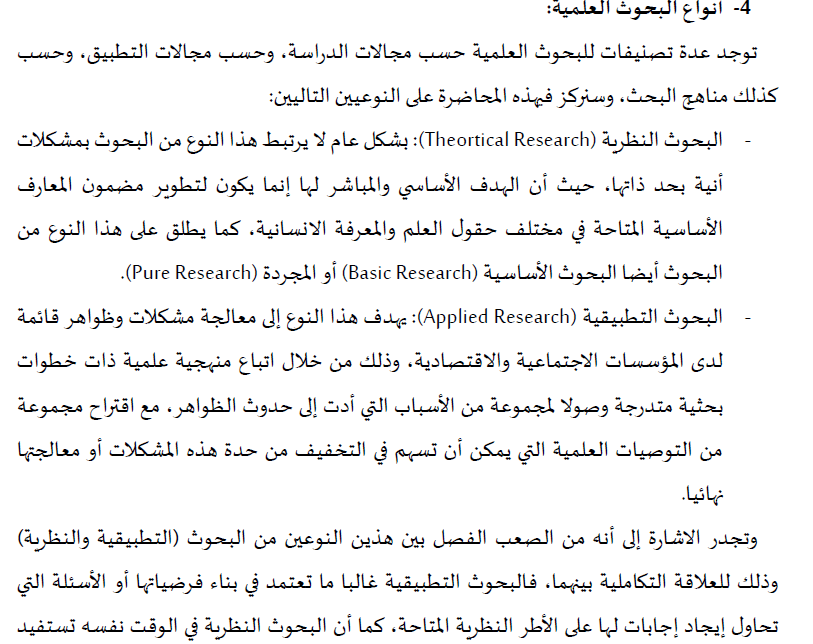 4- أنواع البحوث العلمية:
توجد عدة تصنيفات للبحوث العلمية حسب مجالات الدراسة، وحسب مجالات التطبيق، وحسب
كذلك مناهج البحث، وسنركز فيهذه المحاضرة على النوعيين التاليين:
- البحوث النظرية (Theortical Research): بشكل عام لا يرتبط هذا النوع من البحوث بمشكلات
أنية بحد ذاتها، حيث أن الهدف الأساسي والمباشر لها إنما يكون لتطوير مضمون المعارف
الأساسية المتاحة في مختلف حقول العلم والمعرفة الانسانية، كما يطلق على هذا النوع من
البحوث أيضا البحوث الأساسية (Basic Research) أو المجردة (Pure Research).
- البحوث التطبيقية (Applied Research): يهدف هذا النوع إلى معالجة مشكلات وظواهر قائمة
لدى المؤسسات الاجتماعية والاقتصادية، وذلك من خلال اتباع منهجية علمية ذات خطوات
بحثية متدرجة وصولا لمجموعة من الأسباب التي أدت إلى حدوث الظواهر، مع اقتراح مجموعة
من التوصيات العلمية التي يمكن أن تسهم في التخفيف من حدة هذه المشكلات أو معالجتها
نهائيا.
وتجدر الاشارة إلى أنه من الصعب الفصل بين هذين النوعين من البحوث (التطبيقية والنظرية)
وذلك للعلاقة التكاملية بينهما، فالبحوث التطبيقية غالبا ما تعتمد في بناء فرضياتها أو الأسئلة التي
تحاول إيجاد إجابات لها على الأطر النظرية المتاحة، كما أن البحوث النظرية في الوقت نفسه تستفيد